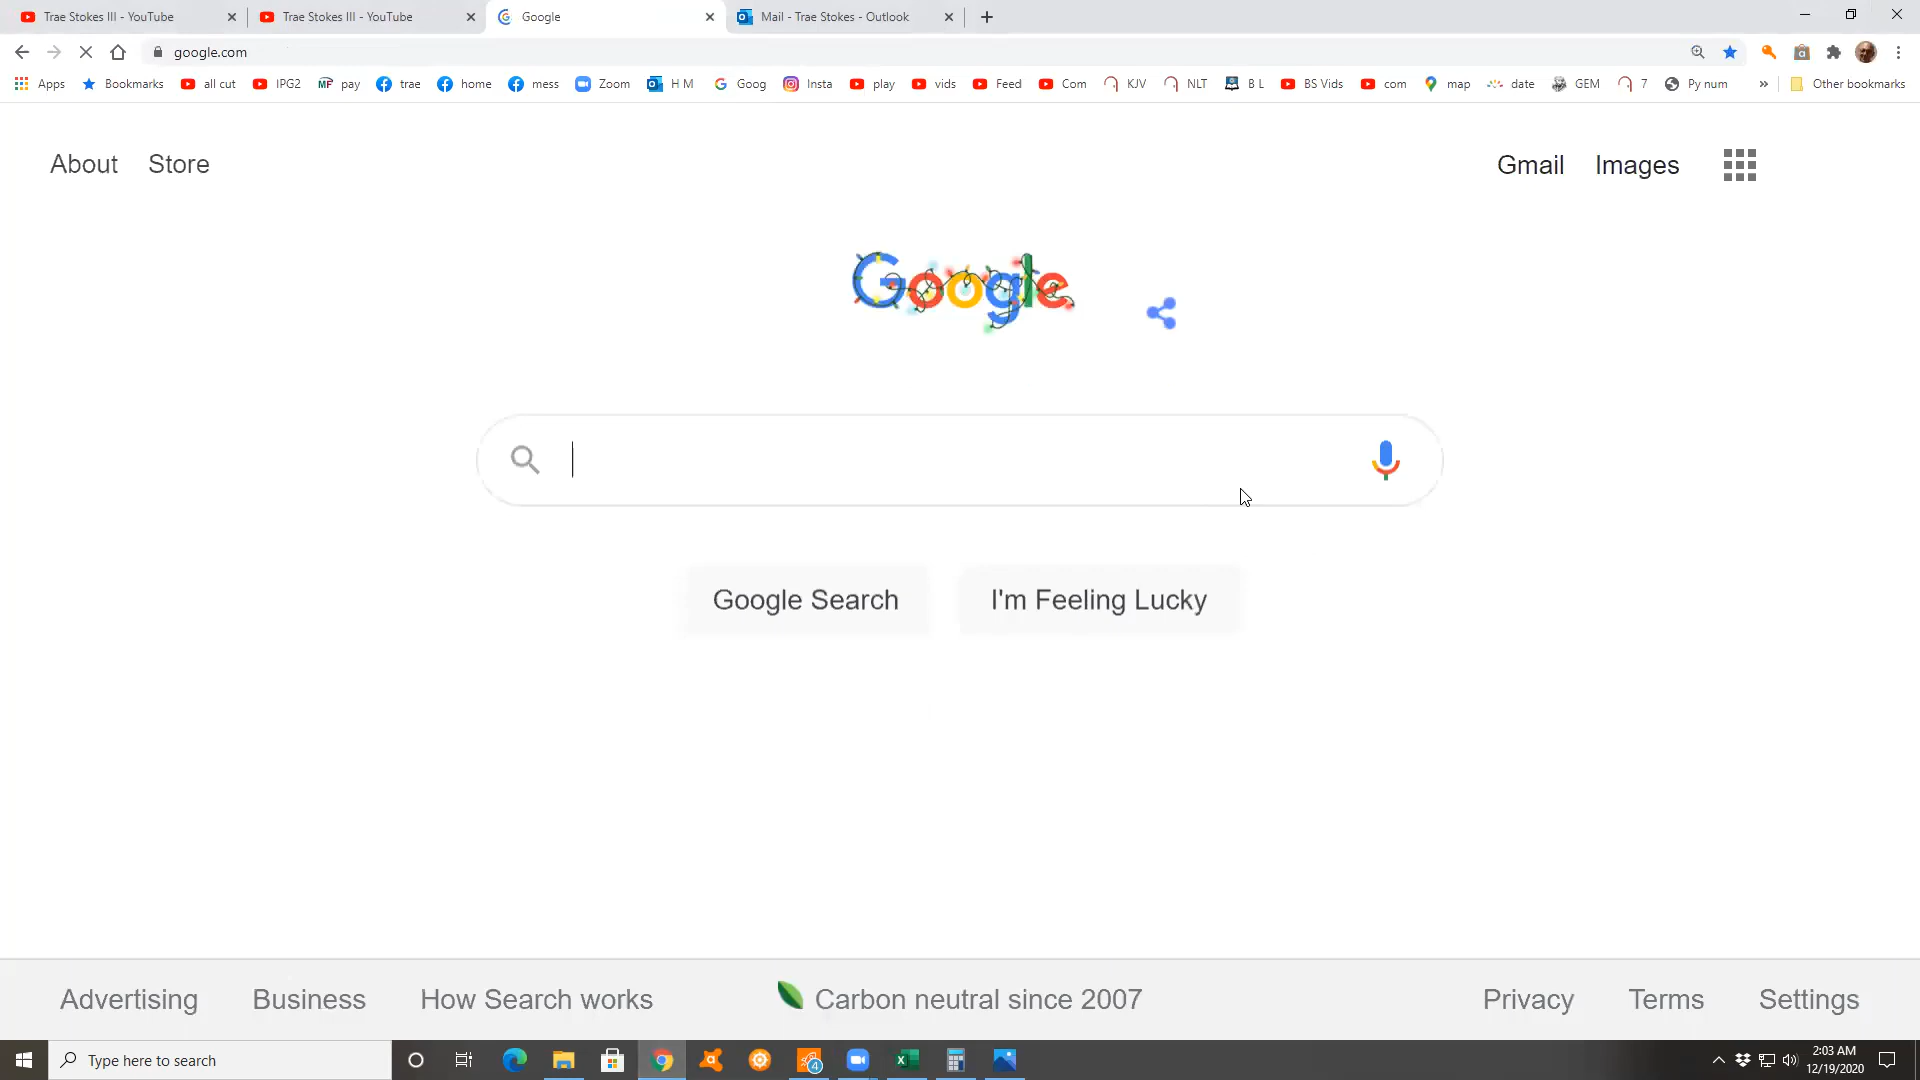 Trae Stokes III - YouTube
Trae Stokes III - YouTube
Google
Mail - Trae Stokes - Outlook
google.com
Apps Bookmarks all cut IPG2 MF pay trae home mess Zoom H M Goog Insta play vids Feed Com KJV NLT B L BS Vids com map date GEM 7 Py num » Other bookmarks
About Store Gmail Images
Google
Google Search I'm Feeling Lucky
Advertising Business How Search works Carbon neutral since 2007 Privacy Terms Settings
Type here to search
4
2:03 AM
12/19/2020